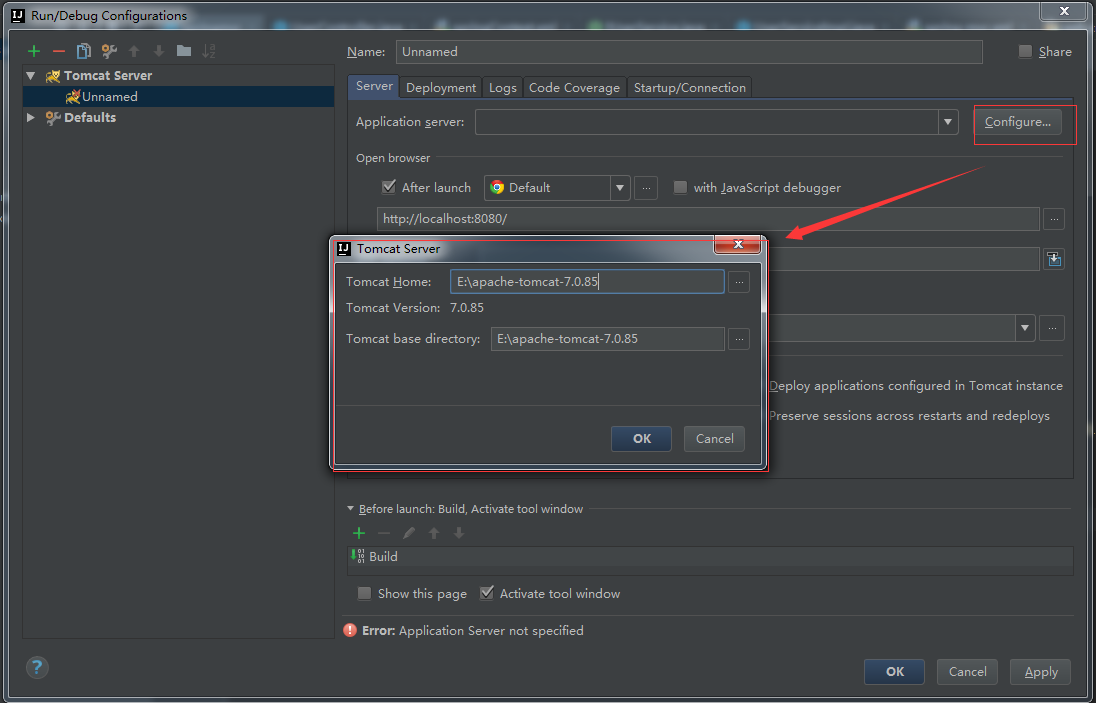 Run/Debug Configurations
Name: Unnamed Share
Tomcat Server
Unnamed
Defaults
Server Deployment Logs Code Coverage Startup/Connection
Application server: Configure...
Open browser
After launch Default ... with JavaScript debugger
http://localhost:8080/ ...
Tomcat Server
Tomcat Home: E:\apache-tomcat-7.0.85 ...
Tomcat Version: 7.0.85
Tomcat base directory: E:\apache-tomcat-7.0.85 ...
OK Cancel
...
Deploy applications configured in Tomcat instance
Preserve sessions across restarts and redeploys
Before launch: Build, Activate tool window
Build
Show this page Activate tool window
Error: Application Server not specified
? OK Cancel Apply